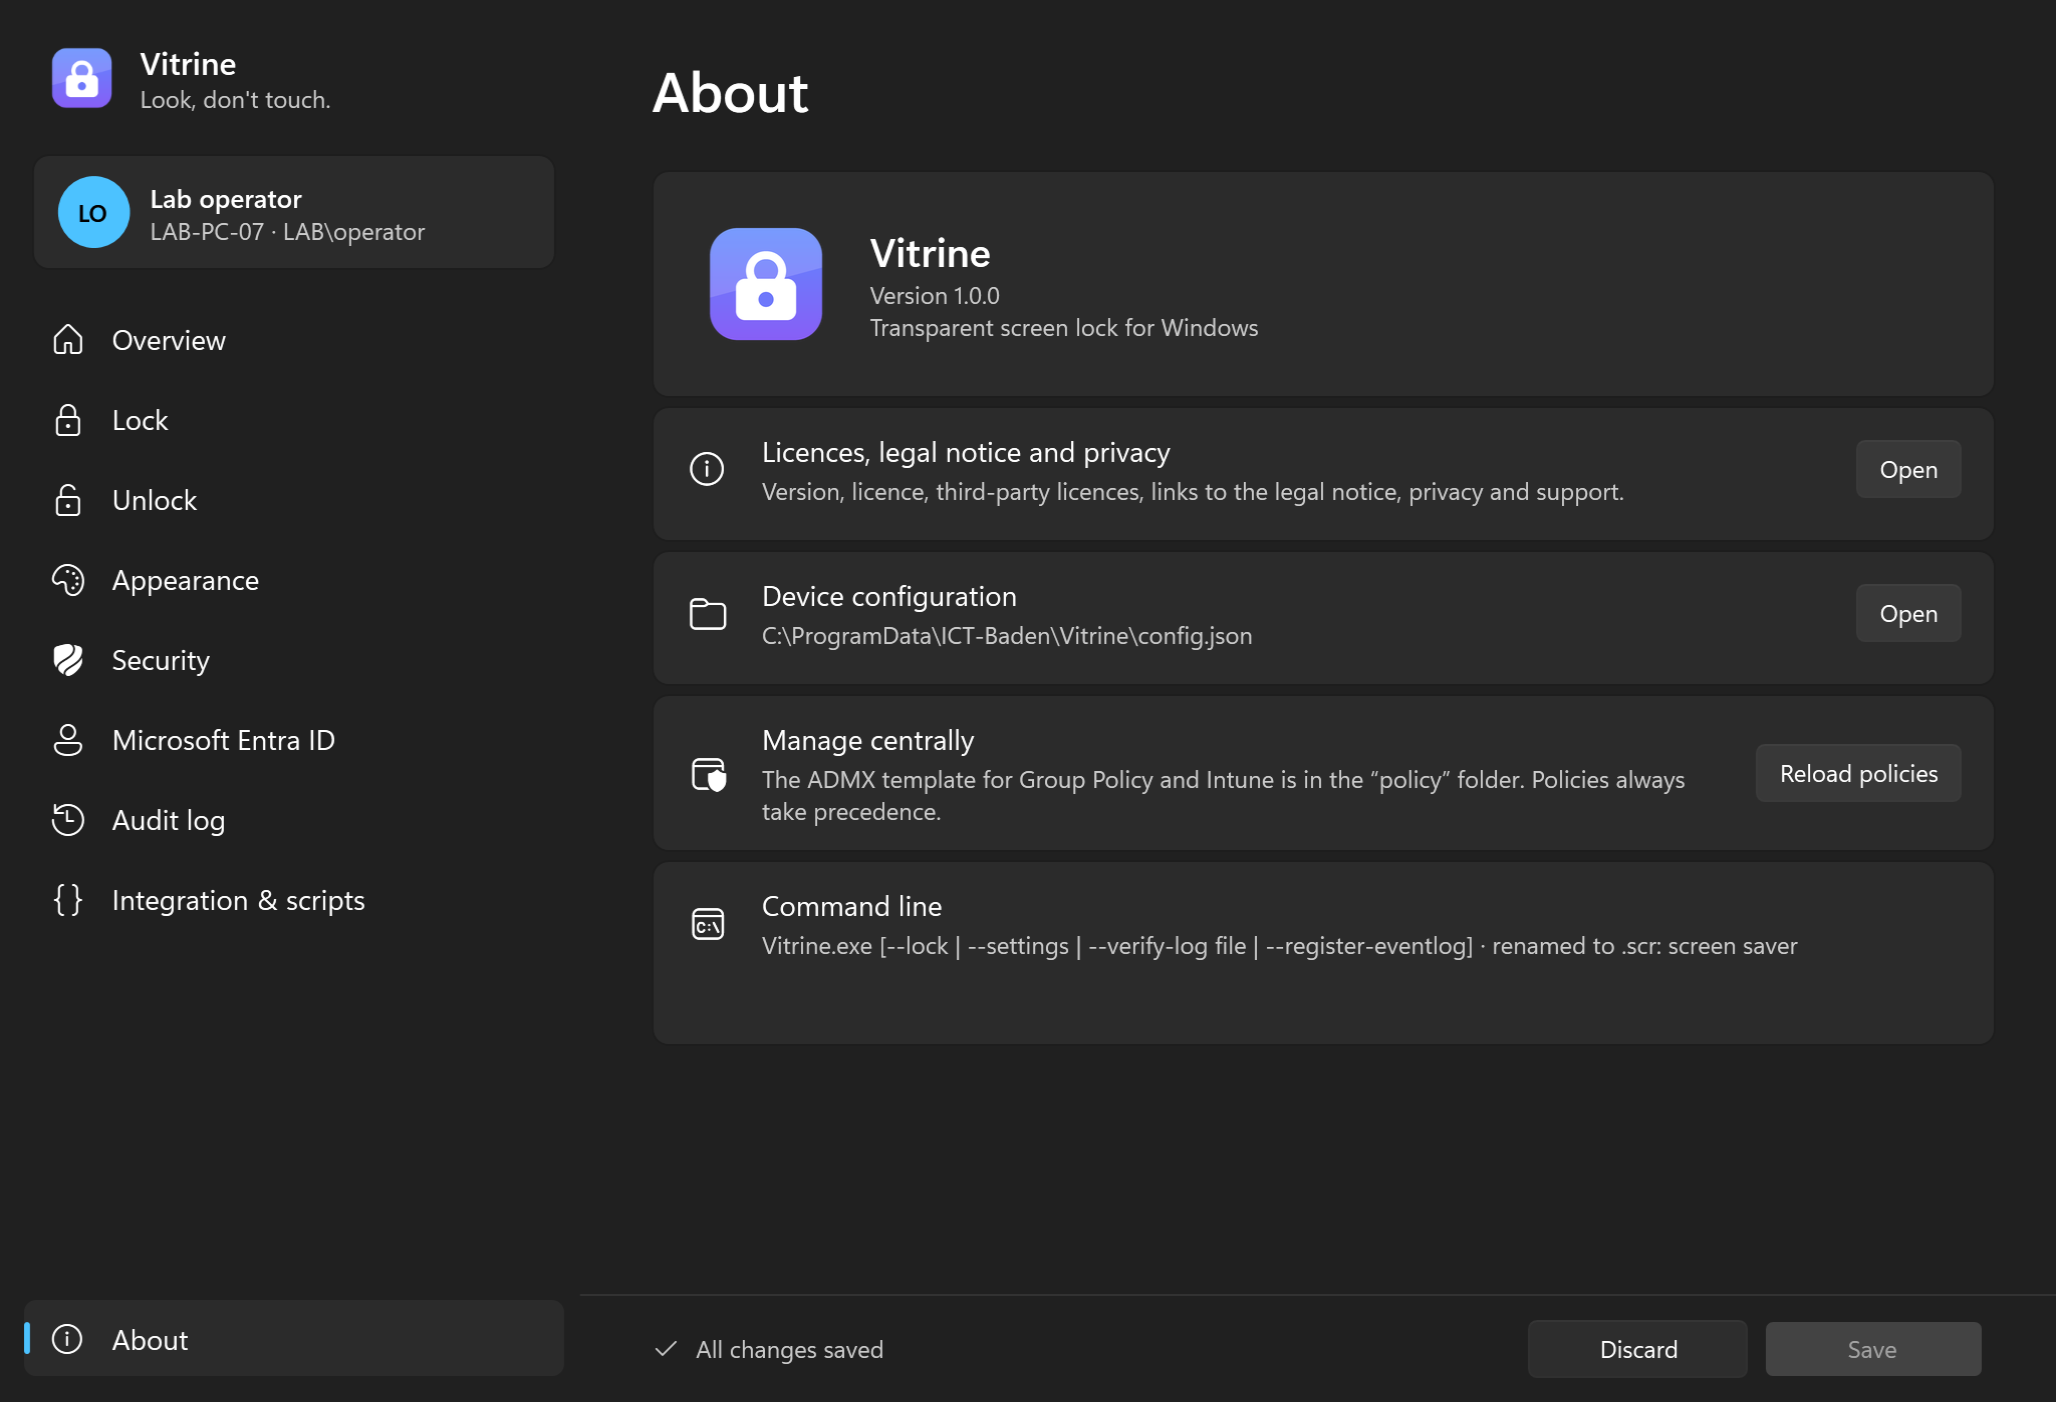 Vitrine
Look, don't touch.
LO
Lab operator
LAB-PC-07 · LAB\operator
Overview
Lock
Unlock
Appearance
Security
Microsoft Entra ID
Audit log
Integration & scripts
About
About
Vitrine
Version 1.0.0
Transparent screen lock for Windows
Licences, legal notice and privacy
Version, licence, third-party licences, links to the legal notice, privacy and support.
Open
Device configuration
C:\ProgramData\ICT-Baden\Vitrine\config.json
Open
Manage centrally
The ADMX template for Group Policy and Intune is in the “policy” folder. Policies always
take precedence.
Reload policies
C:\
Command line
Vitrine.exe [--lock | --settings | --verify-log file | --register-eventlog] · renamed to .scr: screen saver
All changes saved
Discard
Save